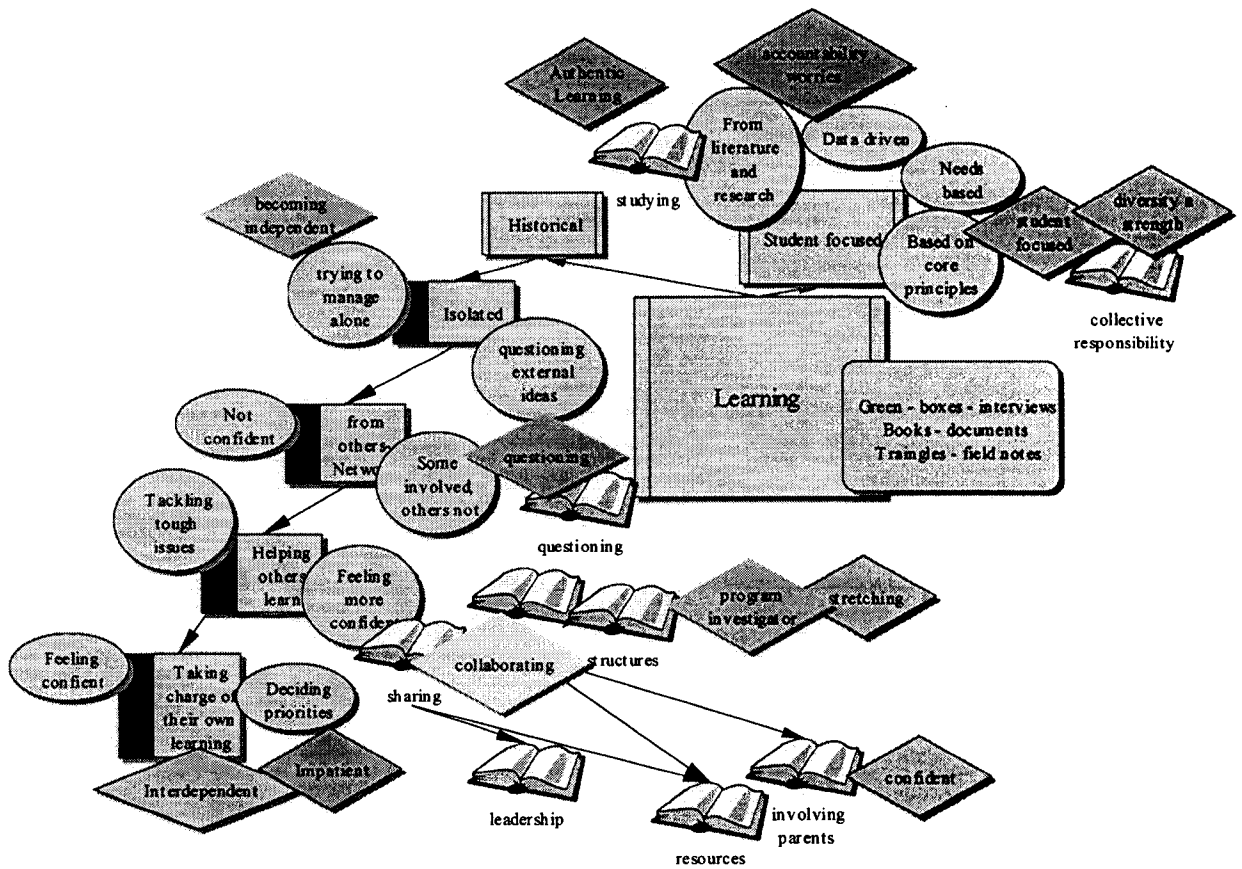 Authentic
Learning
accountability
worries
From
literature
and
research
Data driven
Needs
based
studying
becoming
independent
Historical
Student focused
Based on
core
principles
student
focused
diversity a
strength
trying to
manage
alone
Isolated
collective
responsibility
questioning
external
ideas
Learning
Green - boxes - interviews
Books - documents
Traingles - field notes
Not
confident
from
others-
Networ
Some
involved,
others not
questioning
questioning
Tackling
tough
issues
Helping
others
learn
Feeling
more
confident
program
investigator
stretching
structures
collaborating
sharing
Feeling
confient
Taking
charge of
their own
learning
Deciding
priorities
Interdependent
Impatient
leadership
resources
involving
parents
confident